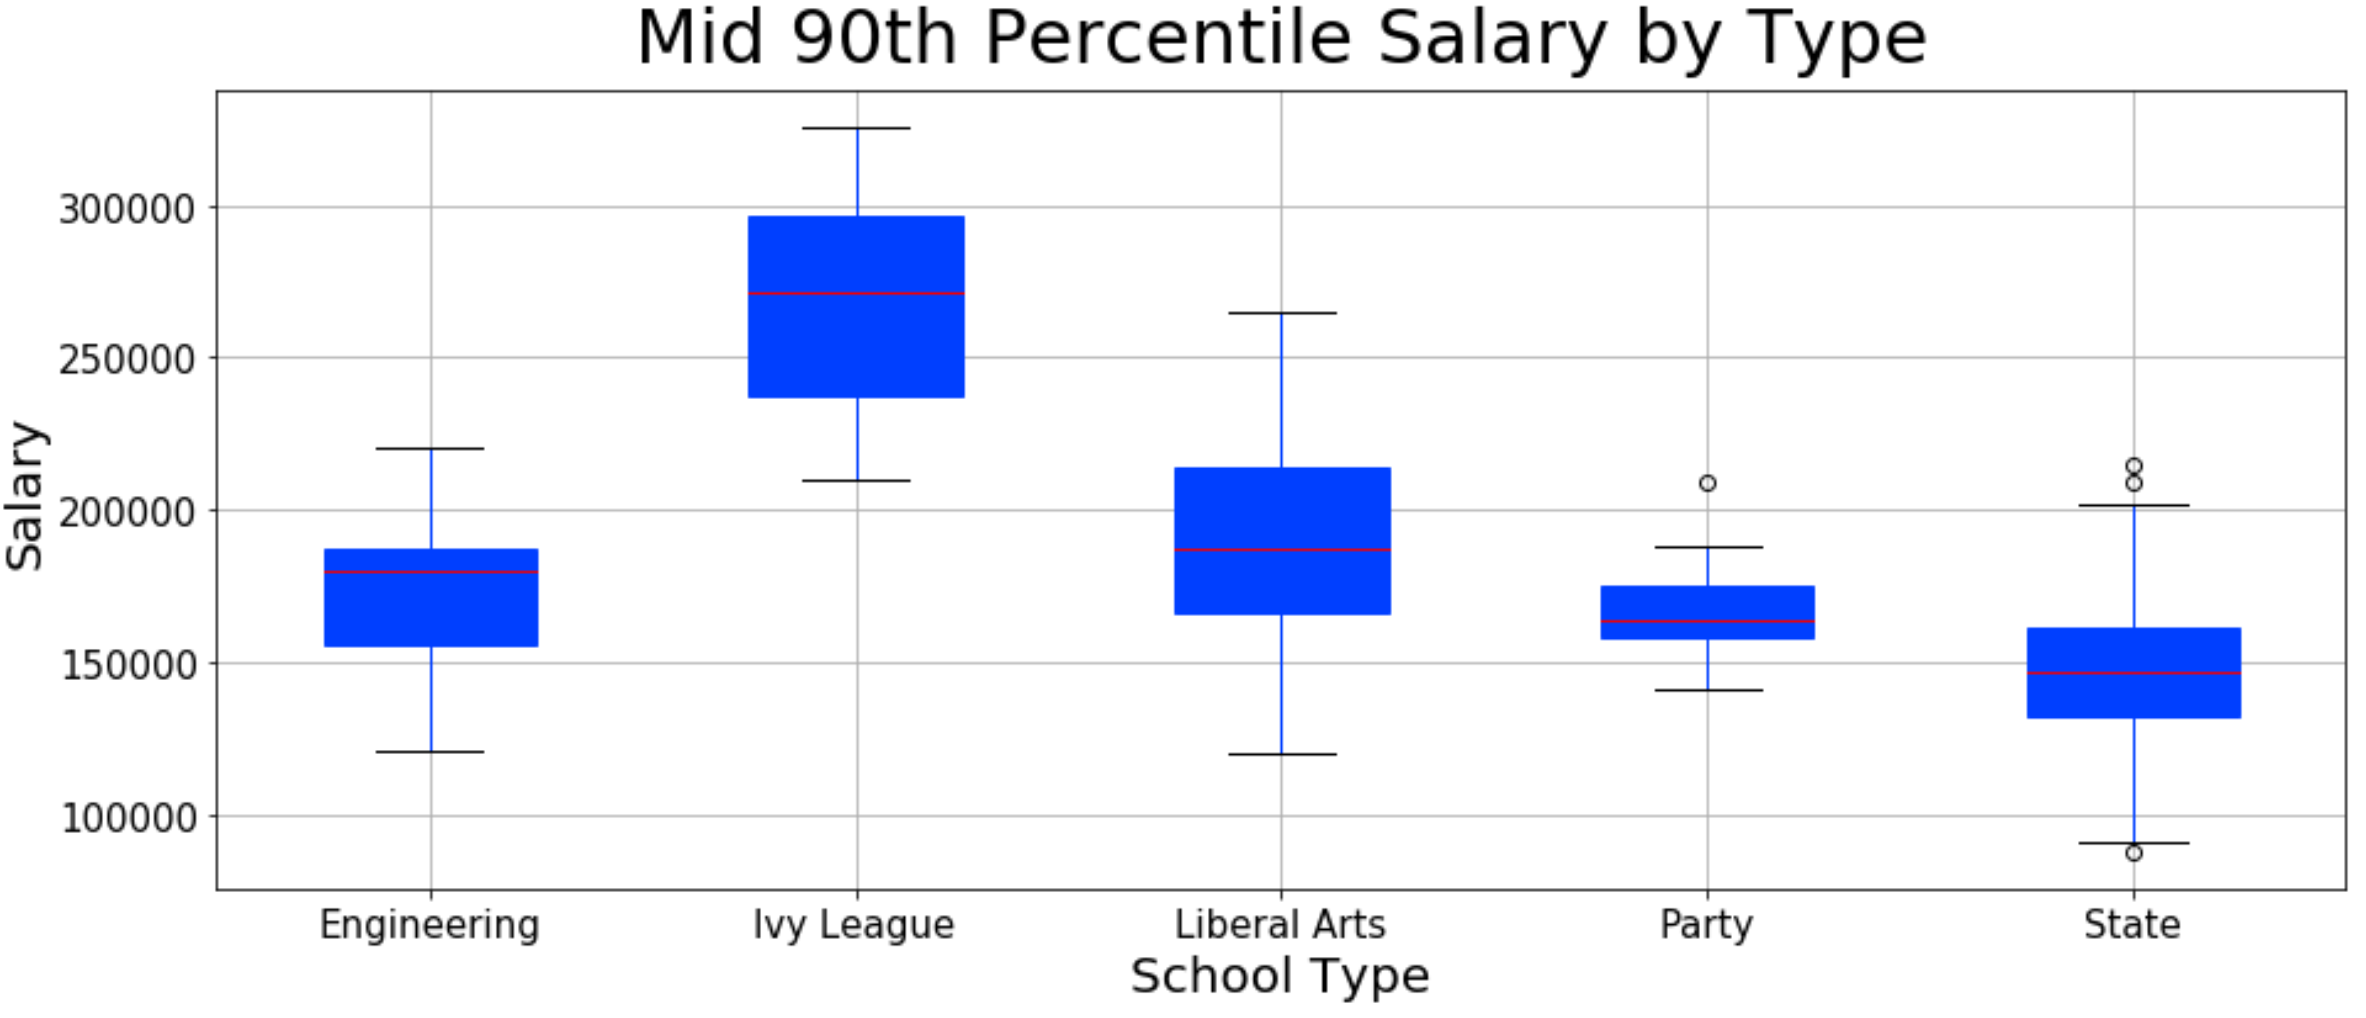 Mid 90th Percentile Salary by Type
Salary
300000
250000
200000
150000
100000
Engineering
Ivy League
Liberal Arts
Party
State
School Type